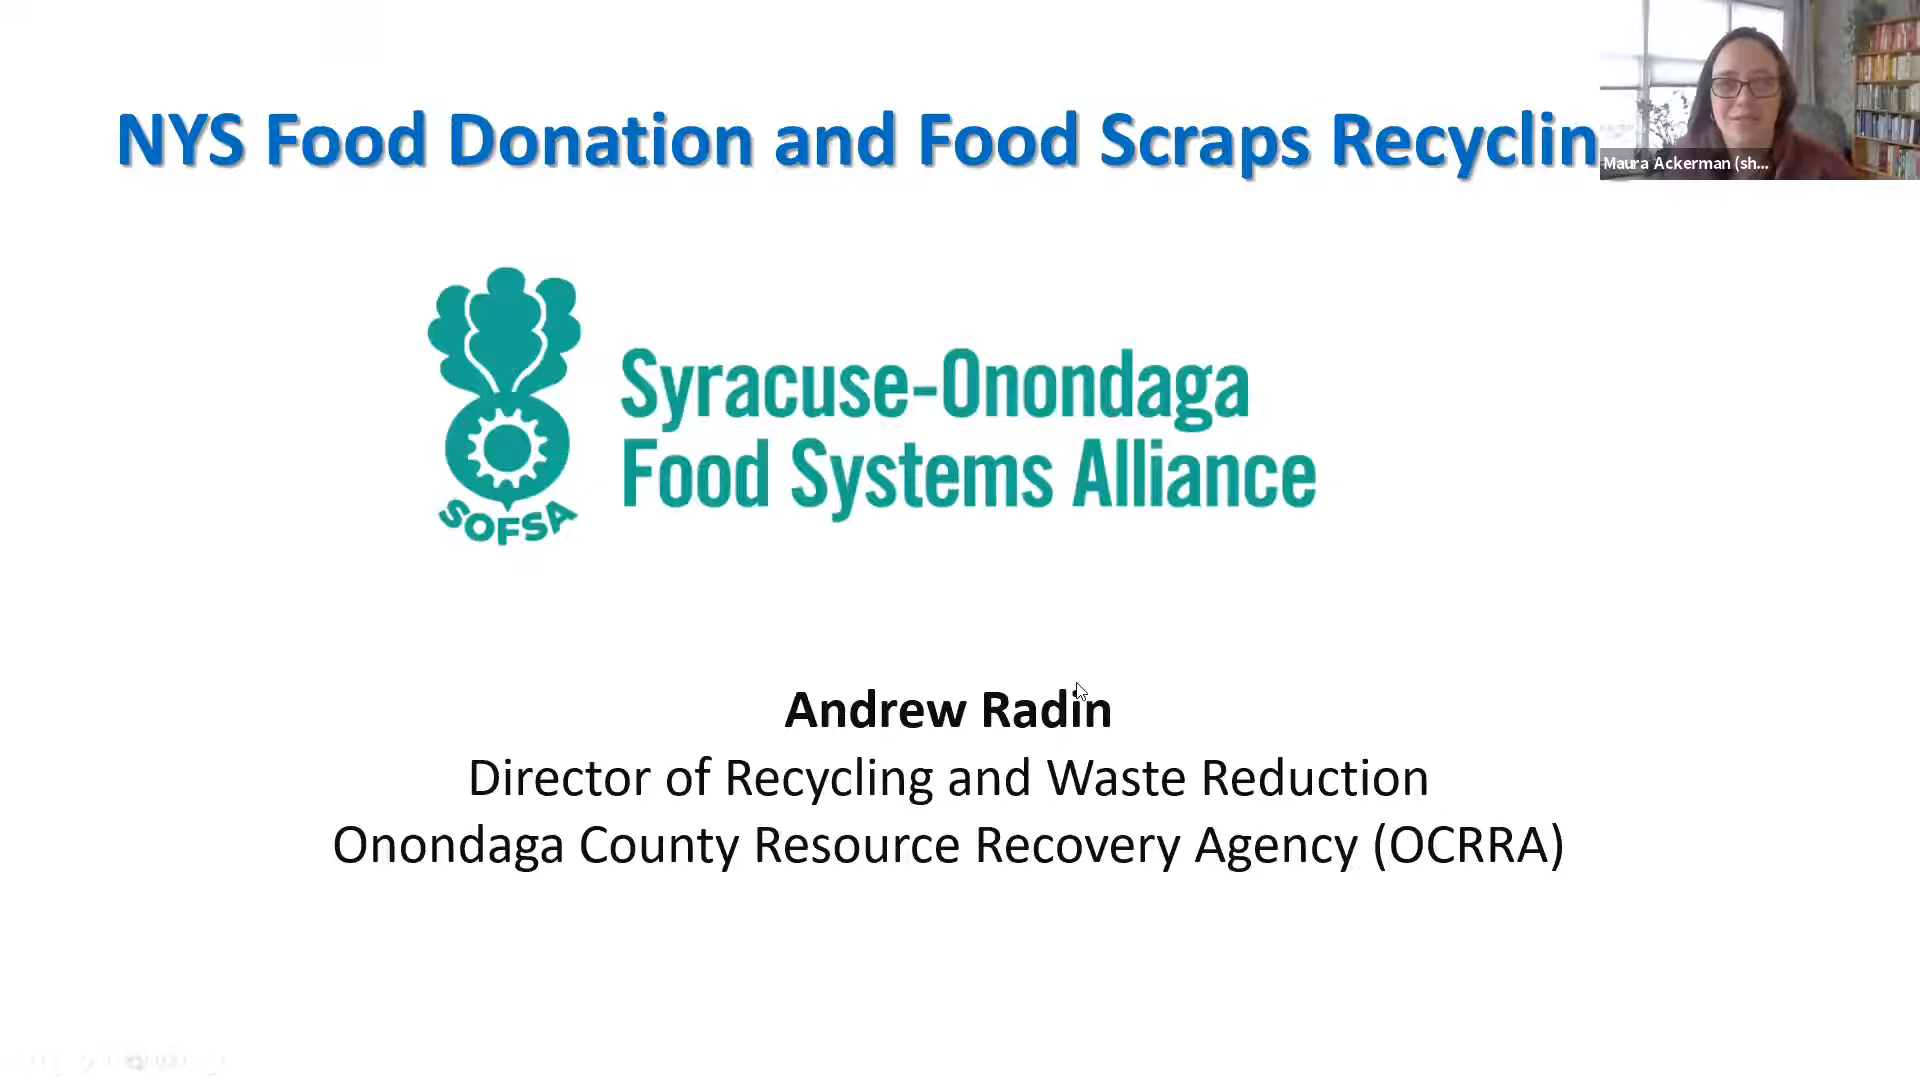 NYS Food Donation and Food Scraps Recyclin
Maura Ackerman (sh...
Syracuse-Onondaga
Food Systems Alliance
SOFSA
Andrew Radin
Director of Recycling and Waste Reduction
Onondaga County Resource Recovery Agency (OCRRA)